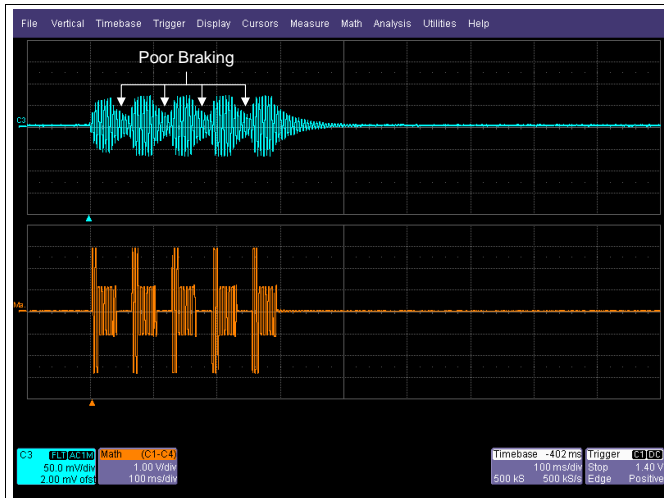 File Vertical Timebase Trigger Display Cursors Measure Math Analysis Utilities Help
Poor Braking
C3
Ma
C3 FLT AC1M
50.0 mV/div
2.00 mV ofst
Math (C1-C4)
1.00 V/div
100 ms/div
Timebase -402 ms
100 ms/div
500 kS 500 kS/s
Trigger C1 DC
Stop 1.40 V
Edge Positive